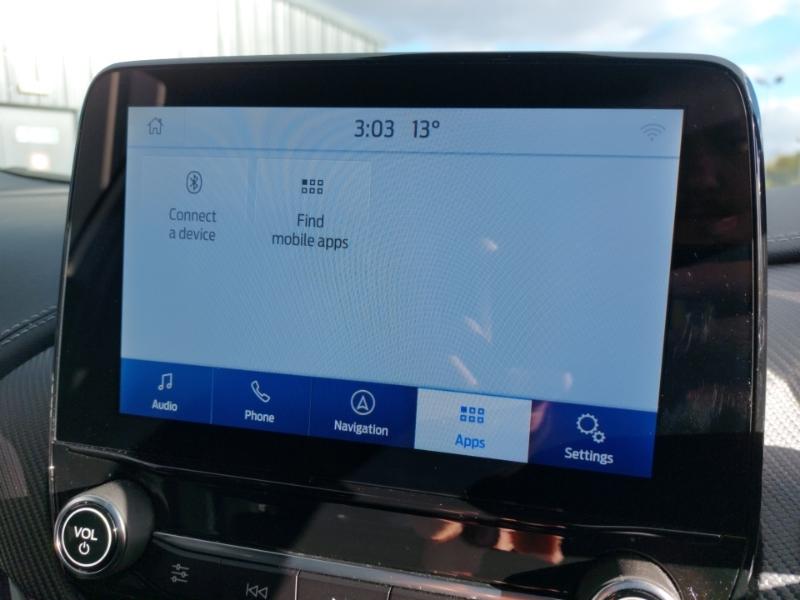 3:03 13°
Connect
a device
Find
mobile apps
Audio
Phone
Navigation
Apps
Settings
VOL